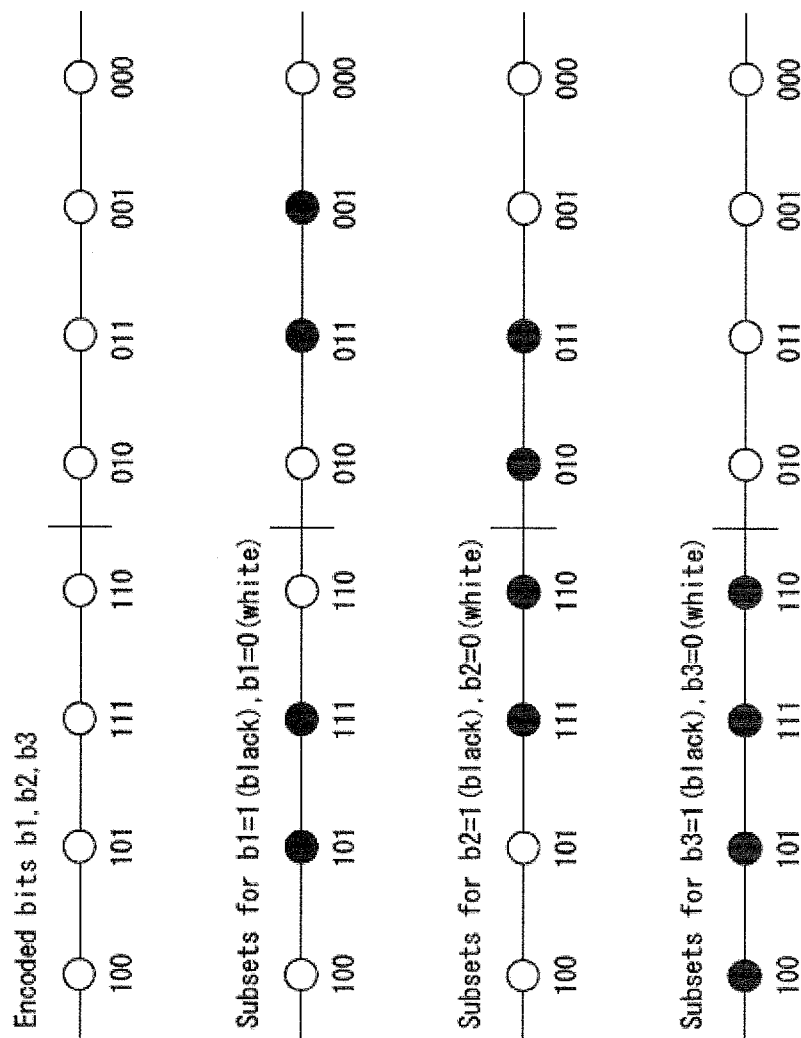 Encoded bits b1, b2, b3
100 101 111 110 010 011 001 000
Subsets for b1=1(black), b1=0(white)
100 101 111 110 010 011 001 000
Subsets for b2=1(black), b2=0(white)
100 101 111 110 010 011 001 000
Subsets for b3=1(black), b3=0(white)
100 101 111 110 010 011 001 000